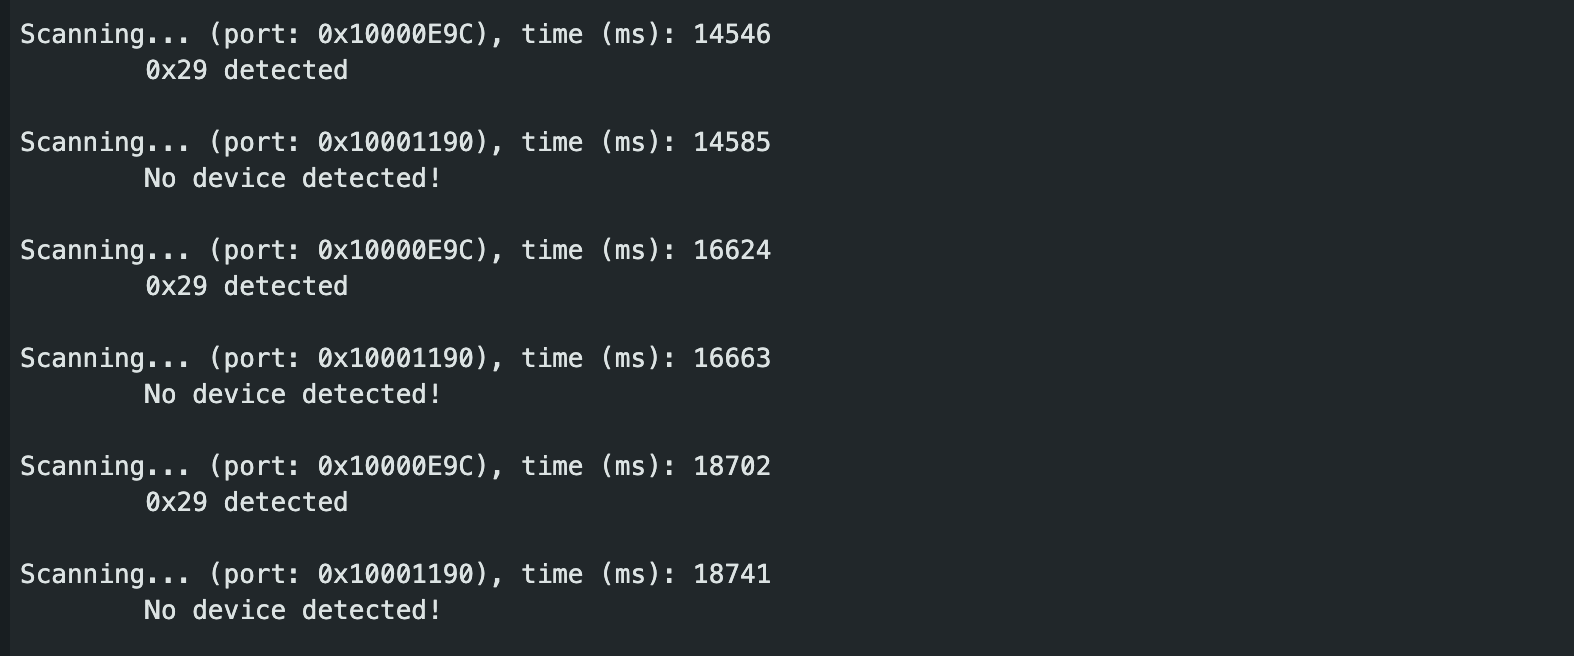 Scanning... (port: 0x10000E9C), time (ms): 14546
0x29 detected
Scanning... (port: 0x10001190), time (ms): 14585
No device detected!
Scanning... (port: 0x10000E9C), time (ms): 16624
0x29 detected
Scanning... (port: 0x10001190), time (ms): 16663
No device detected!
Scanning... (port: 0x10000E9C), time (ms): 18702
0x29 detected
Scanning... (port: 0x10001190), time (ms): 18741
No device detected!